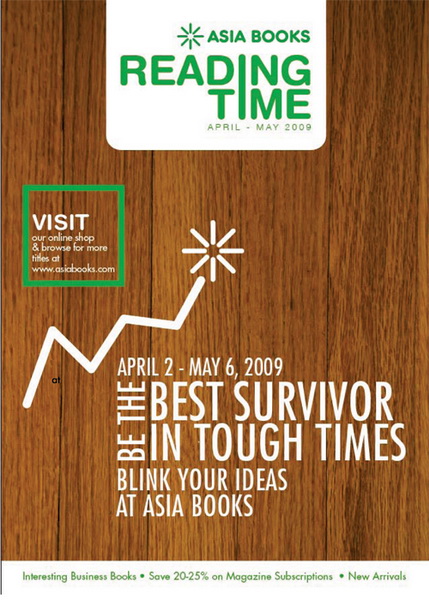 ASIA BOOKS
READING
TIME
APRIL - MAY 2009
VISIT
our online shop
& browse for more
titles at
www.asiabooks.com
at
APRIL 2 - MAY 6, 2009
BE THE
BEST SURVIVOR
IN TOUGH TIMES
BLINK YOUR IDEAS
AT ASIA BOOKS
Interesting Business Books • Save 20-25% on Magazine Subscriptions • New Arrivals